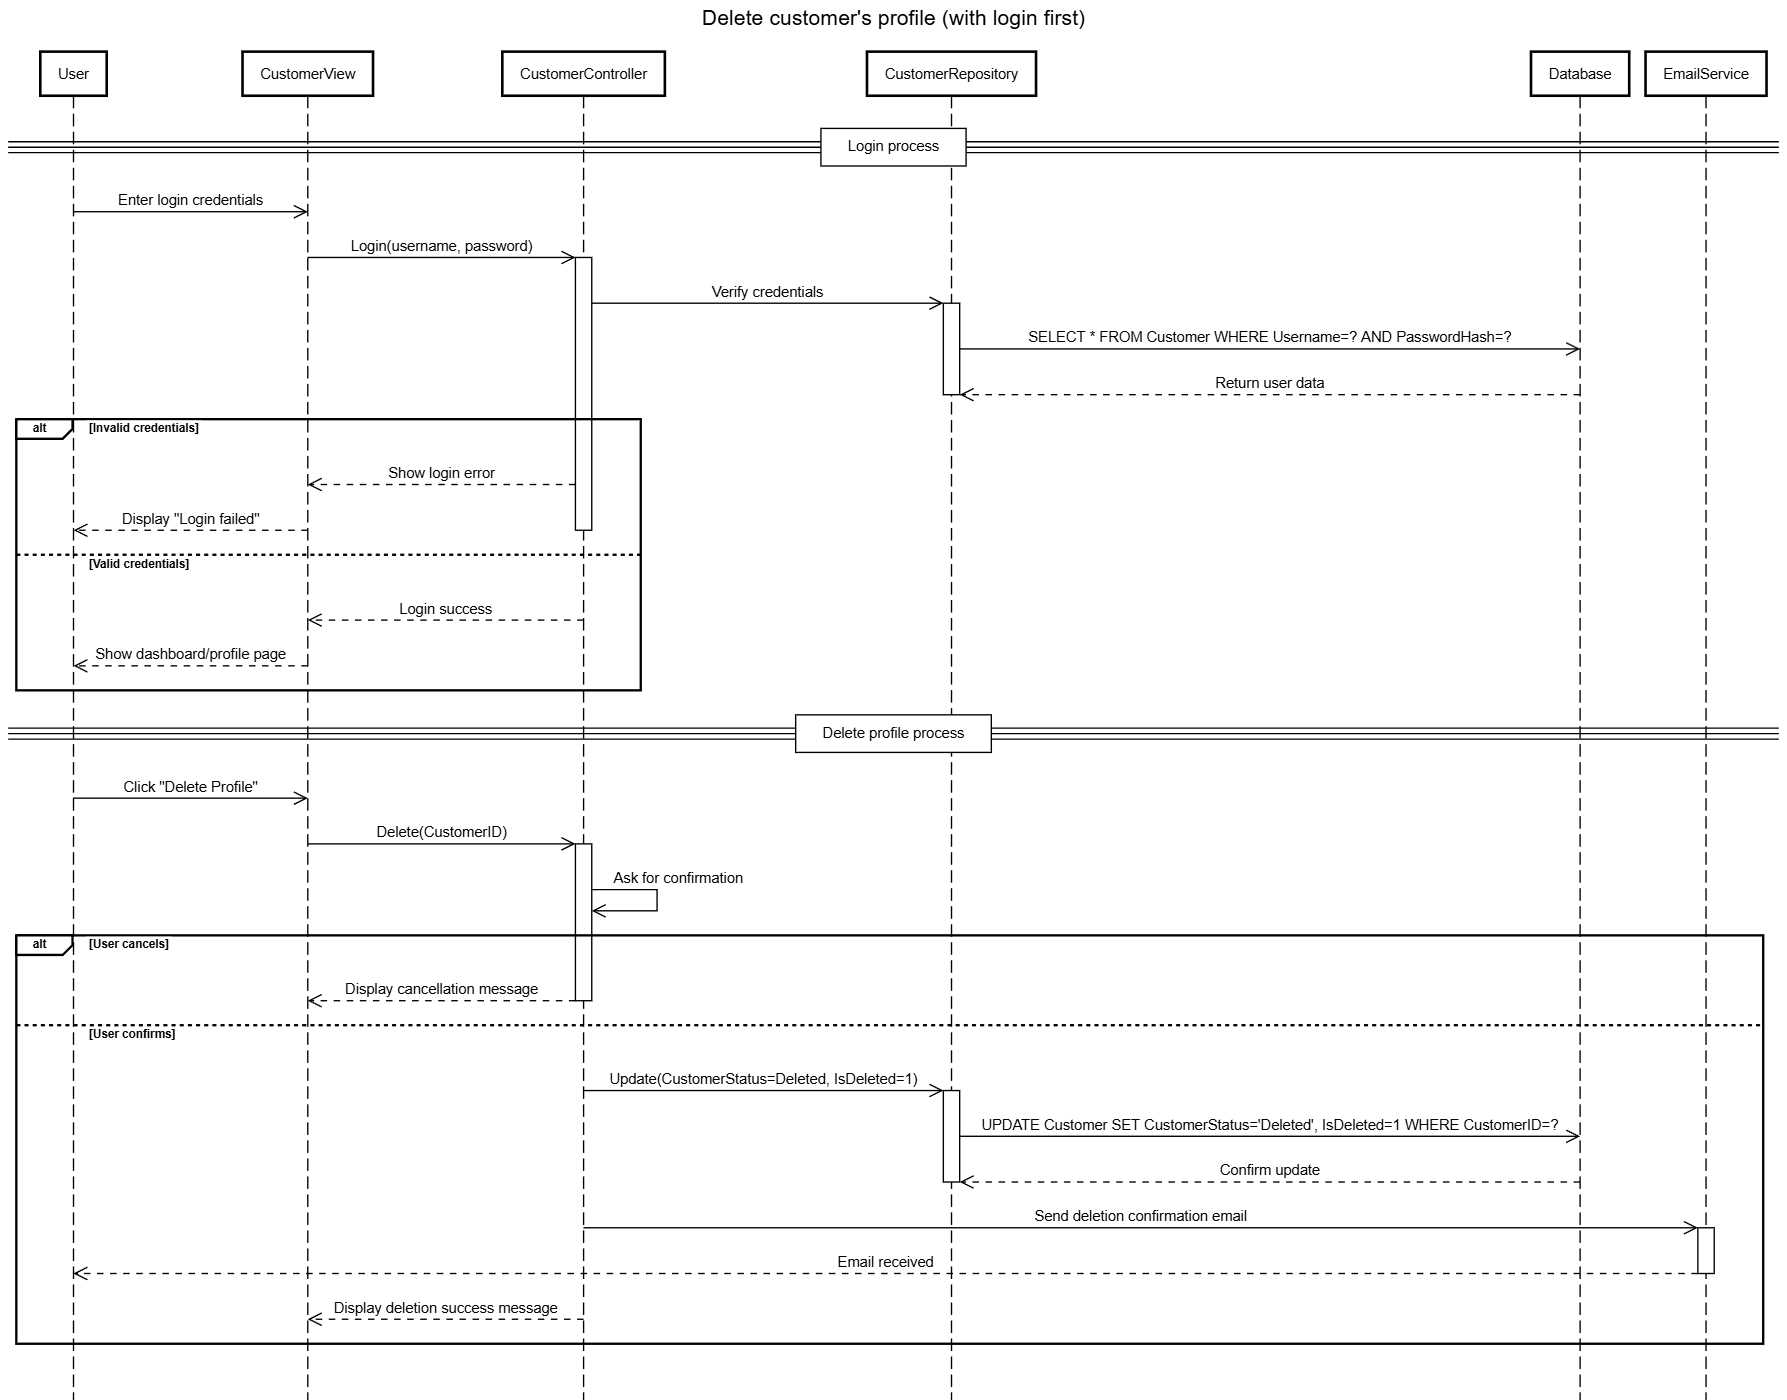 Delete customer's profile (with login first)
User
CustomerView
CustomerController
CustomerRepository
Database
EmailService
Login process
Enter login credentials
Login(username, password)
Verify credentials
SELECT * FROM Customer WHERE Username=? AND PasswordHash=?
Return user data
alt
[Invalid credentials]
Show login error
Display "Login failed"
[Valid credentials]
Login success
Show dashboard/profile page
Delete profile process
Click "Delete Profile"
Delete(CustomerID)
Ask for confirmation
alt
[User cancels]
Display cancellation message
[User confirms]
Update(CustomerStatus=Deleted, IsDeleted=1)
UPDATE Customer SET CustomerStatus='Deleted', IsDeleted=1 WHERE CustomerID=?
Confirm update
Send deletion confirmation email
Email received
Display deletion success message